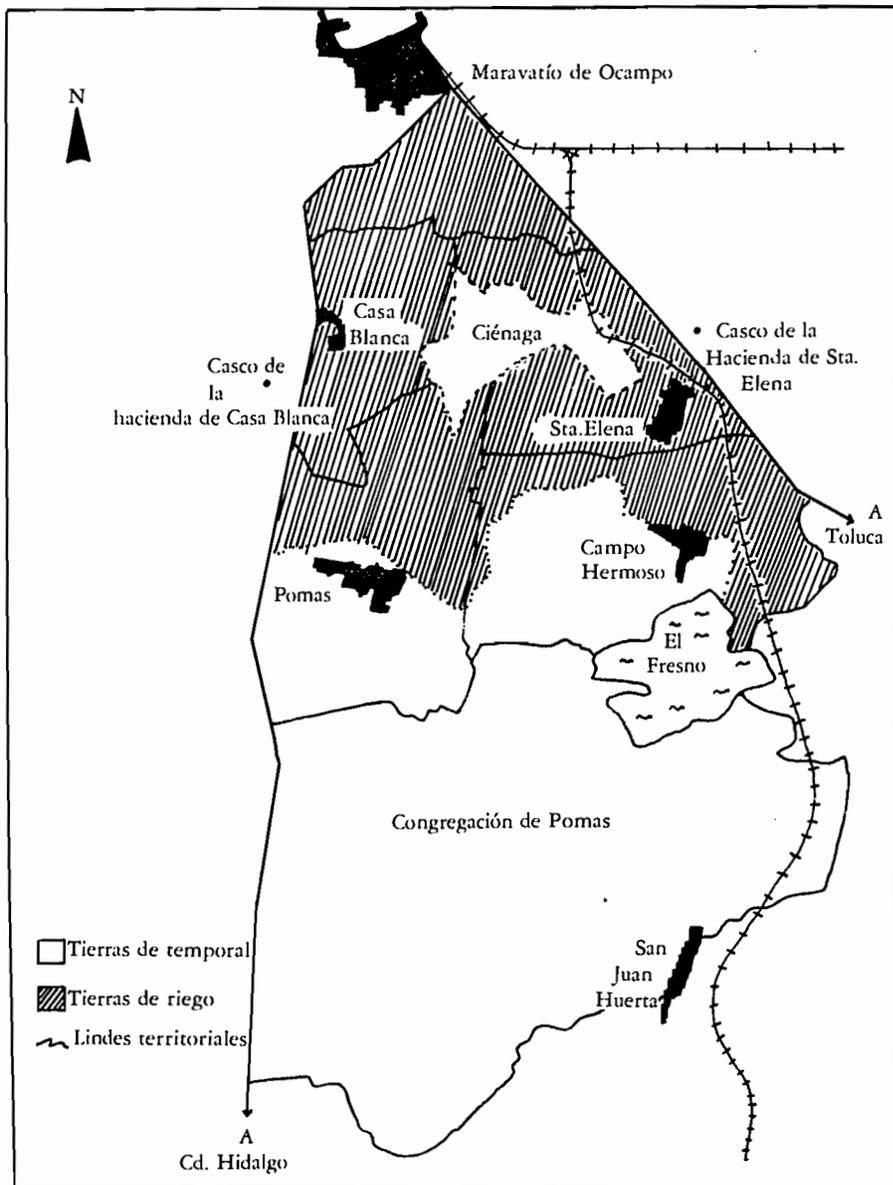 Maravatío de Ocampo
N
Casa
Blanca
Ciénaga
Casco de la
Hacienda de Sta.
Elena
Casco de
la
hacienda de Casa Blanca
Sta.Elena
A
Toluca
Campo
Hermoso
Pomas
El
Fresno
Congregación de Pomas
San
Juan
Huerta
Tierras de temporal
Tierras de riego
Lindes territoriales
A
Cd. Hidalgo